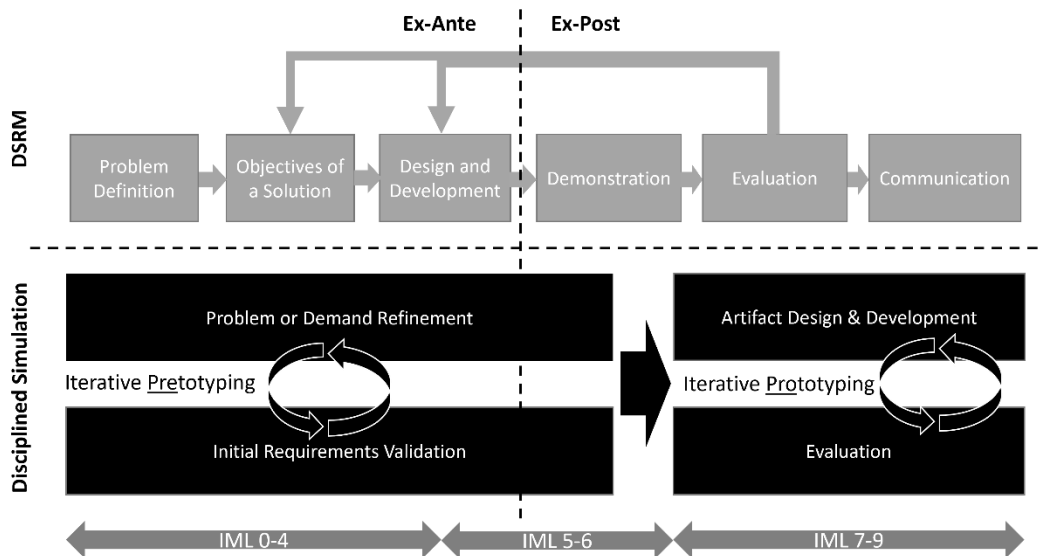 Ex-Ante
Ex-Post
DSRM
Problem
Definition
Objectives of
a Solution
Design and
Development
Demonstration
Evaluation
Communication
Disciplined Simulation
Problem or Demand Refinement
Iterative Pretotyping
Initial Requirements Validation
Artifact Design & Development
Iterative Prototyping
Evaluation
IML 0-4
IML 5-6
IML 7-9